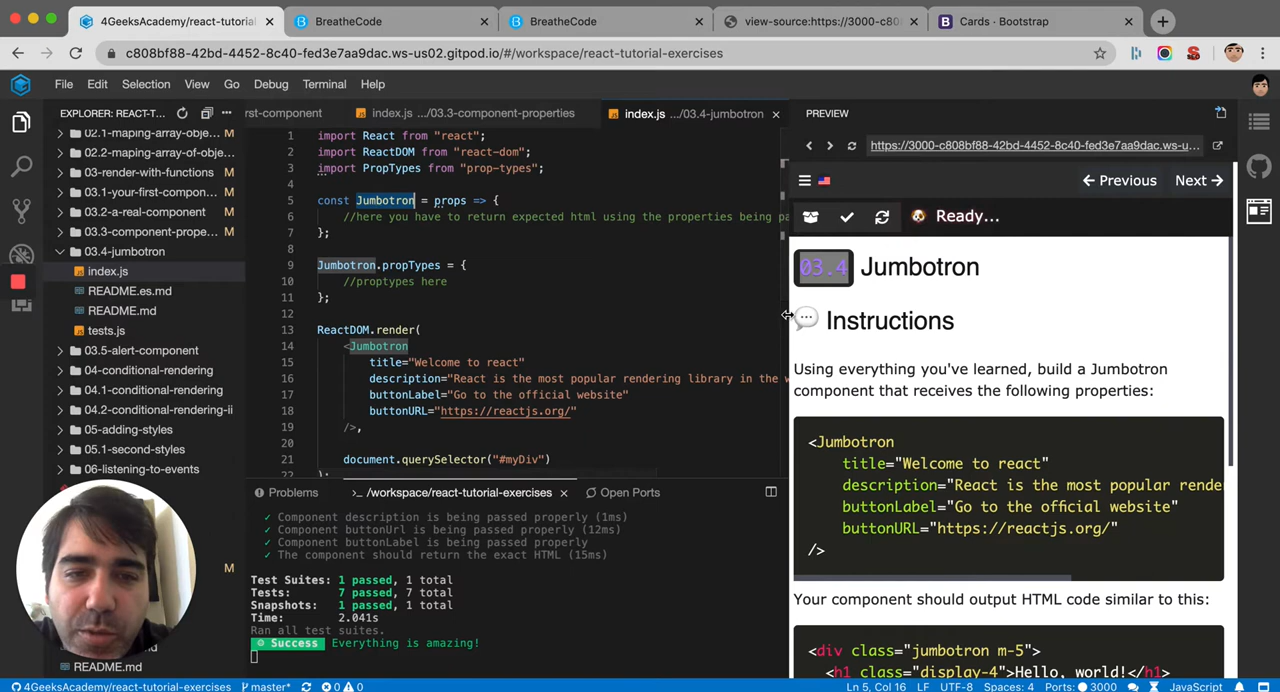 4GeeksAcademy/react-tutorial
BreatheCode
BreatheCode
view-source:https://3000-c80
Cards · Bootstrap
c808bf88-42bd-4452-8c40-fed3e7aa9dac.ws-us02.gitpod.io/#/workspace/react-tutorial-exercises
File Edit Selection View Go Debug Terminal Help
EXPLORER: REACT-T...
02.1-maping-array-obje... M
02.2-maping-array-of-obje... M
03-render-with-functions M
03.1-your-first-compon... M
03.2-a-real-component M
03.3-component-prope... M
03.4-jumbotron
index.js
README.es.md
README.md
tests.js
03.5-alert-component
04-conditional-rendering
04.1-conditional-rendering
04.2-conditional-rendering-ii
05-adding-styles
05.1-second-styles
06-listening-to-events
M
README.md
rst-component
index.js .../03.3-component-properties
index.js .../03.4-jumbotron
1 import React from "react";
2 import ReactDOM from "react-dom";
3 import PropTypes from "prop-types";
4
5 const Jumbotron = props => {
6 //here you have to return expected html using the properties being pa
7 };
8
9 Jumbotron.propTypes = {
10 //proptypes here
11 };
12
13 ReactDOM.render(
14 <Jumbotron
15 title="Welcome to react"
16 description="React is the most popular rendering library in the w
17 buttonLabel="Go to the official website"
18 buttonURL="https://reactjs.org/"
19 />,
20
21 document.querySelector("#myDiv")
22 );
Problems
>_ /workspace/react-tutorial-exercises
Open Ports
✓ Component description is being passed properly (1ms)
✓ Component buttonUrl is being passed properly (12ms)
✓ Component buttonLabel is being passed properly
✓ The component should return the exact HTML (15ms)
Test Suites: 1 passed, 1 total
Tests: 7 passed, 7 total
Snapshots: 1 passed, 1 total
Time: 2.041s
Ran all test suites.
Success Everything is amazing!
PREVIEW
https://3000-c808bf88-42bd-4452-8c40-fed3e7aa9dac.ws-u...
← Previous Next →
Ready...
03.4 Jumbotron
Instructions
Using everything you've learned, build a Jumbotron
component that receives the following properties:
<Jumbotron
title="Welcome to react"
description="React is the most popular render
buttonLabel="Go to the official website"
buttonURL="https://reactjs.org/"
/>
Your component should output HTML code similar to this:
<div class="jumbotron m-5">
<h1 class="display-4">Hello, world!</h1>
4GeeksAcademy/react-tutorial-exercises master* 0 0
Ln 5, Col 16 LF UTF-8 Spaces: 4 Ports: 3000 JavaScript